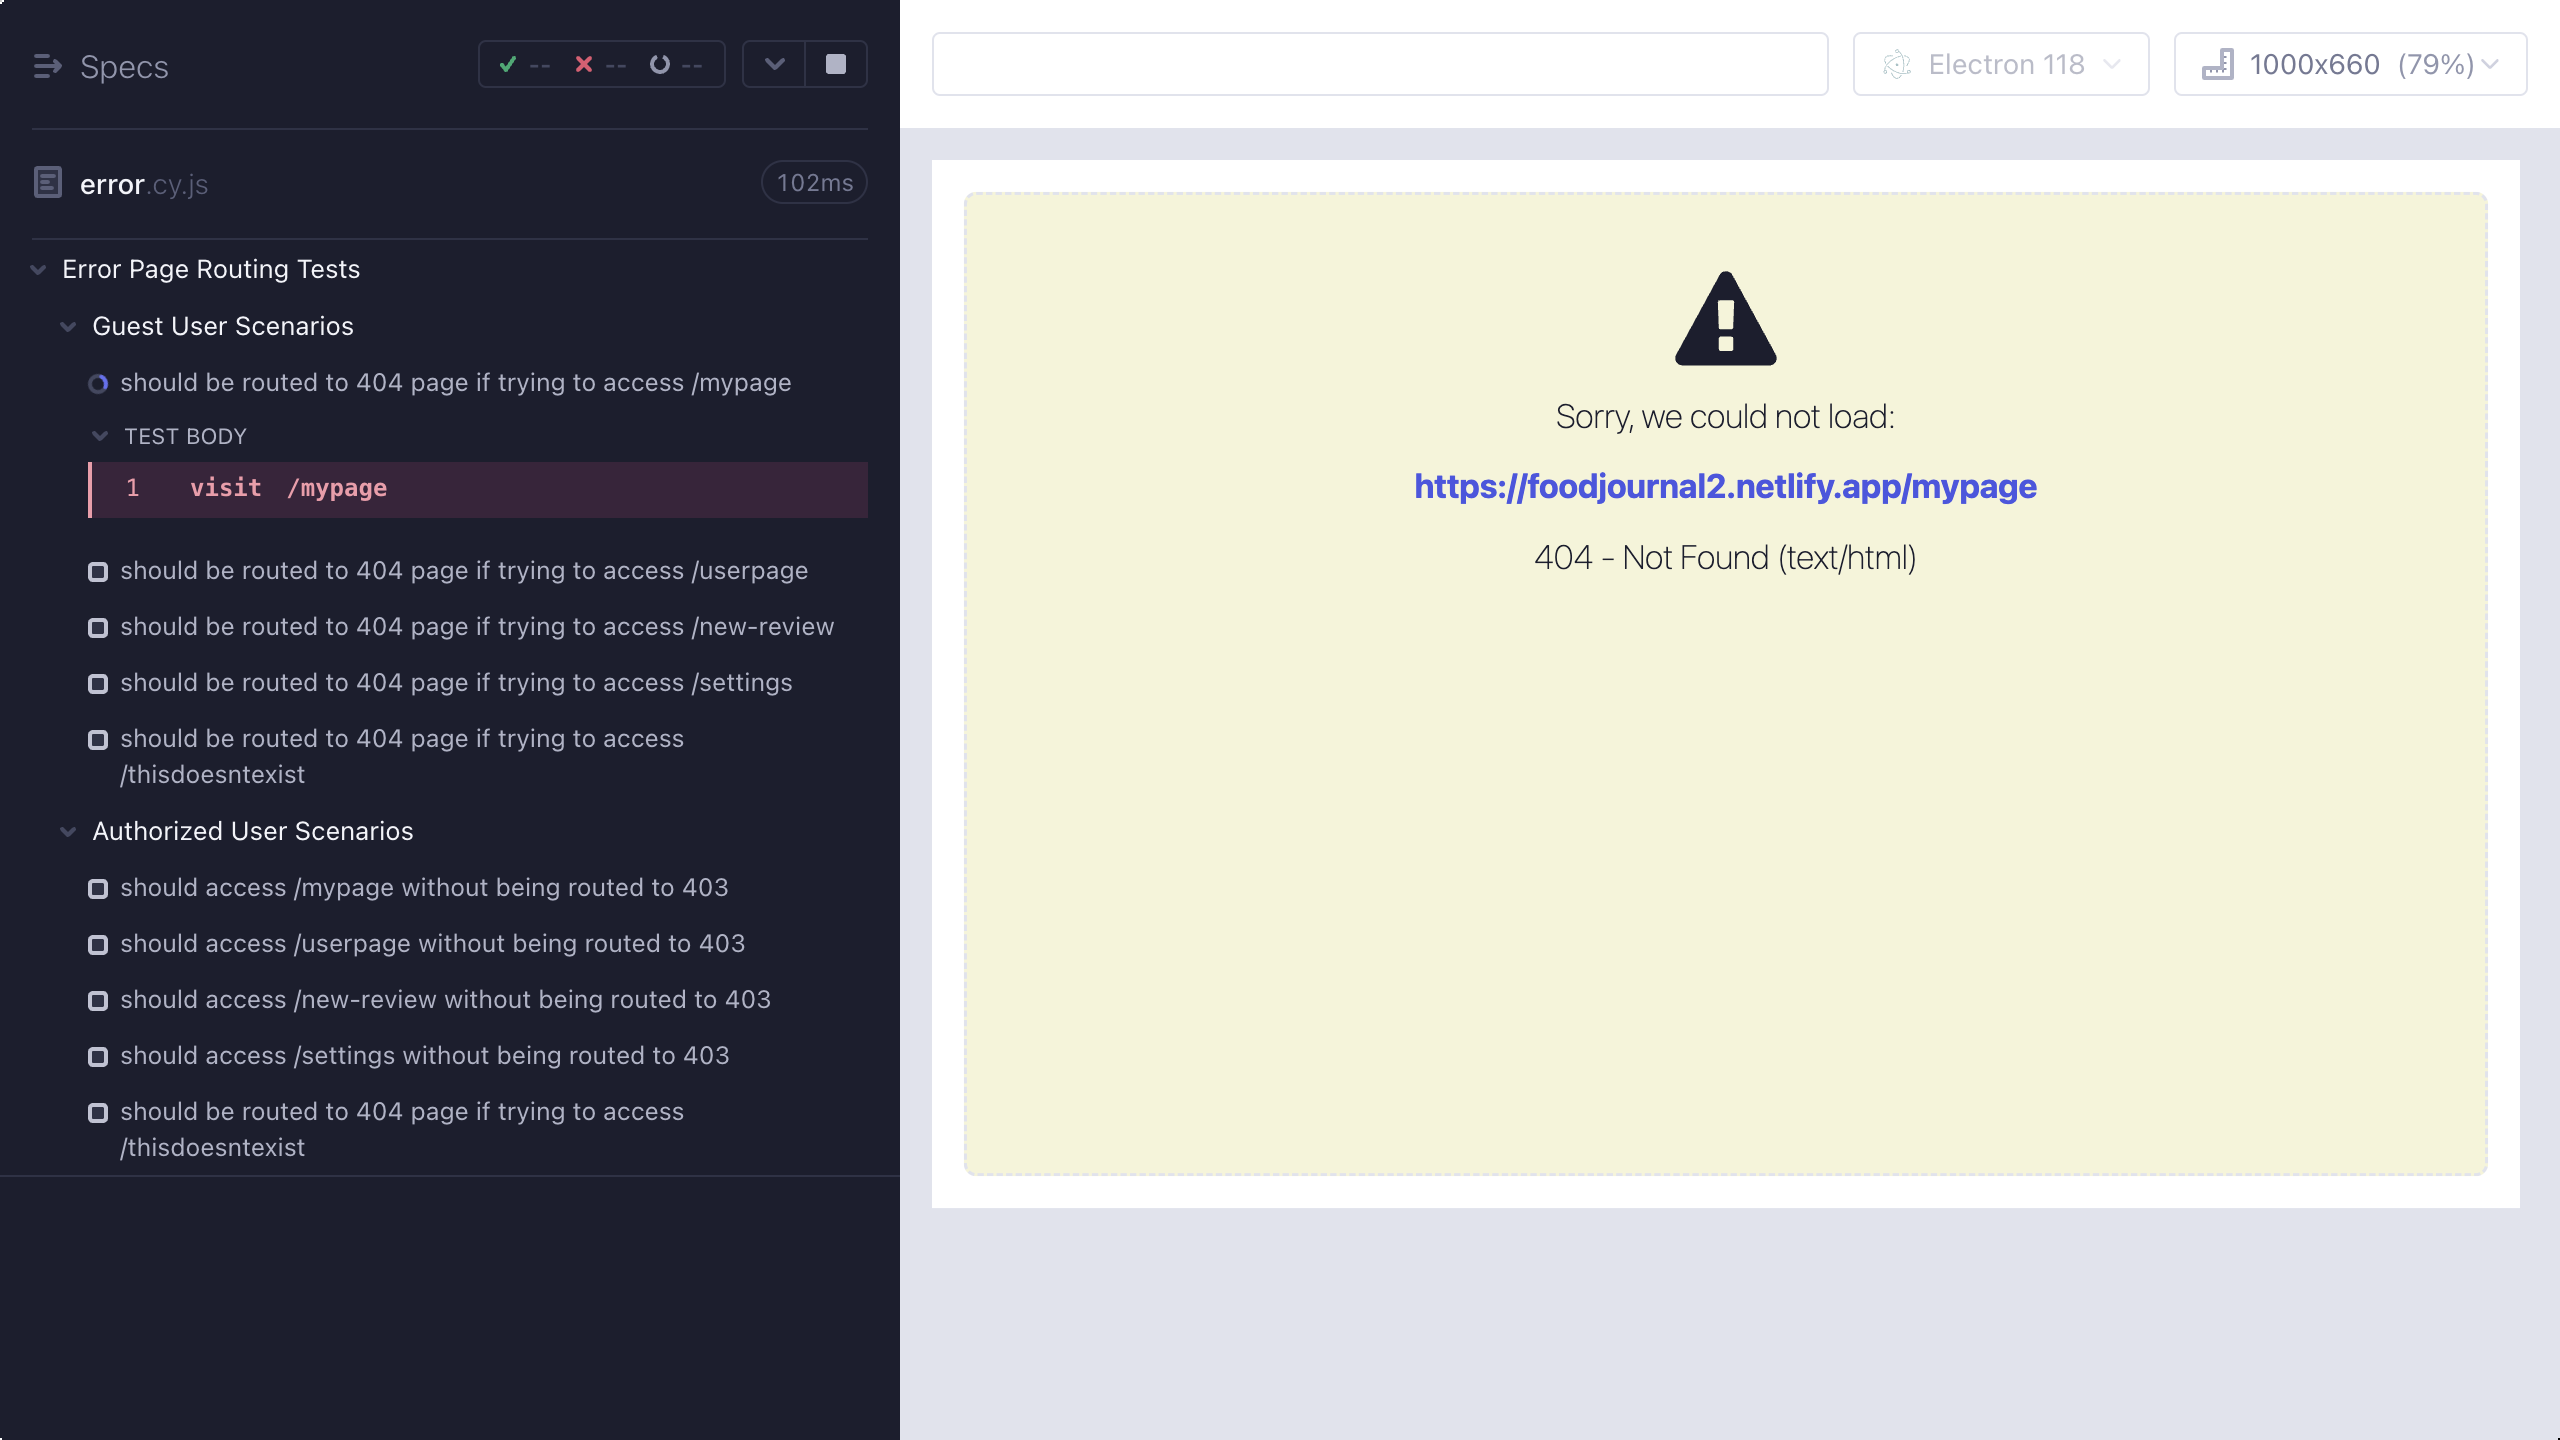 Specs
-- -- --
error.cy.js
102ms
Error Page Routing Tests
Guest User Scenarios
should be routed to 404 page if trying to access /mypage
TEST BODY
1 visit /mypage
should be routed to 404 page if trying to access /userpage
should be routed to 404 page if trying to access /new-review
should be routed to 404 page if trying to access /settings
should be routed to 404 page if trying to access
/thisdoesntexist
Authorized User Scenarios
should access /mypage without being routed to 403
should access /userpage without being routed to 403
should access /new-review without being routed to 403
should access /settings without being routed to 403
should be routed to 404 page if trying to access
/thisdoesntexist
Electron 118
1000x660 (79%)
Sorry, we could not load:
https://foodjournal2.netlify.app/mypage
404 - Not Found (text/html)